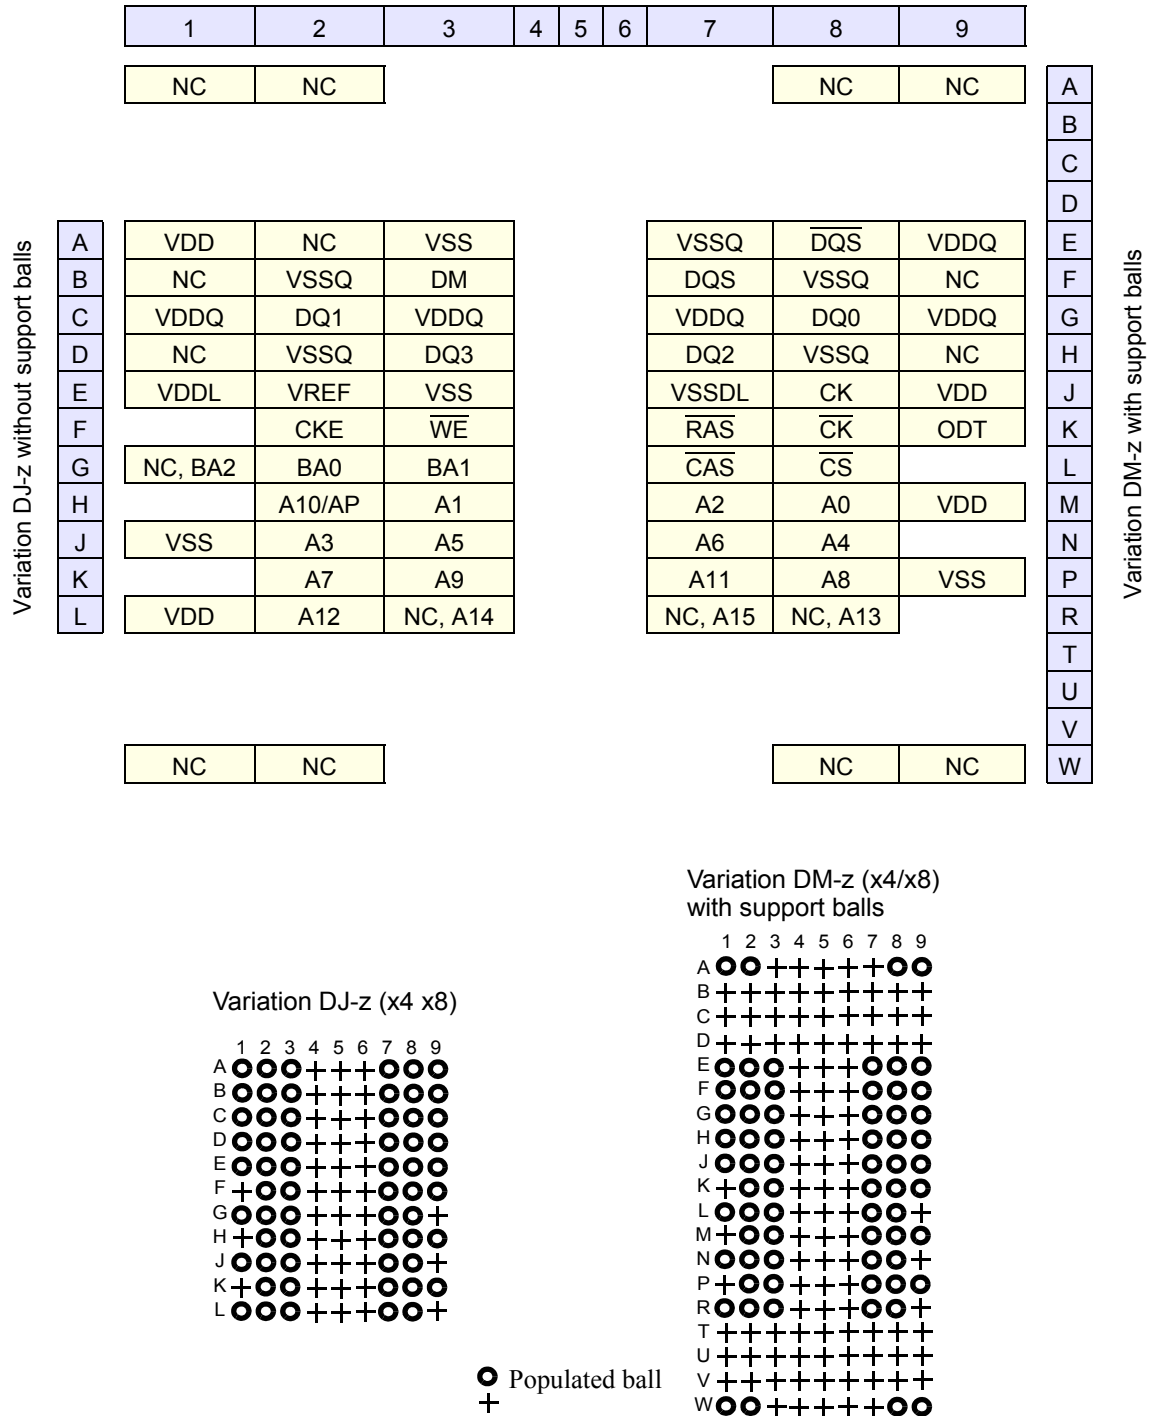 1 2 3 4 5 6 7 8 9
NC NC NC NC A
B
C
D
A VDD NC VSS VSSQ D̅Q̅S̅ VDDQ E
B NC VSSQ DM DQS VSSQ NC F
C VDDQ DQ1 VDDQ VDDQ DQ0 VDDQ G
D NC VSSQ DQ3 DQ2 VSSQ NC H
E VDDL VREF VSS VSSDL CK VDD J
F CKE W̅E̅ R̅A̅S̅ C̅K̅ ODT K
G NC, BA2 BA0 BA1 C̅A̅S̅ C̅S̅ L
H A10/AP A1 A2 A0 VDD M
J VSS A3 A5 A6 A4 N
K A7 A9 A11 A8 VSS P
L VDD A12 NC, A14 NC, A15 NC, A13 R
T
U
V
NC NC NC NC W
Variation DJ-z without support balls
Variation DM-z with support balls
Variation DJ-z (x4 x8)
1 2 3 4 5 6 7 8 9
A
B
C
D
E
F
G
H
J
K
L
Variation DM-z (x4/x8)
with support balls
1 2 3 4 5 6 7 8 9
A
B
C
D
E
F
G
H
J
K
L
M
N
P
R
T
U
V
W
Populated ball